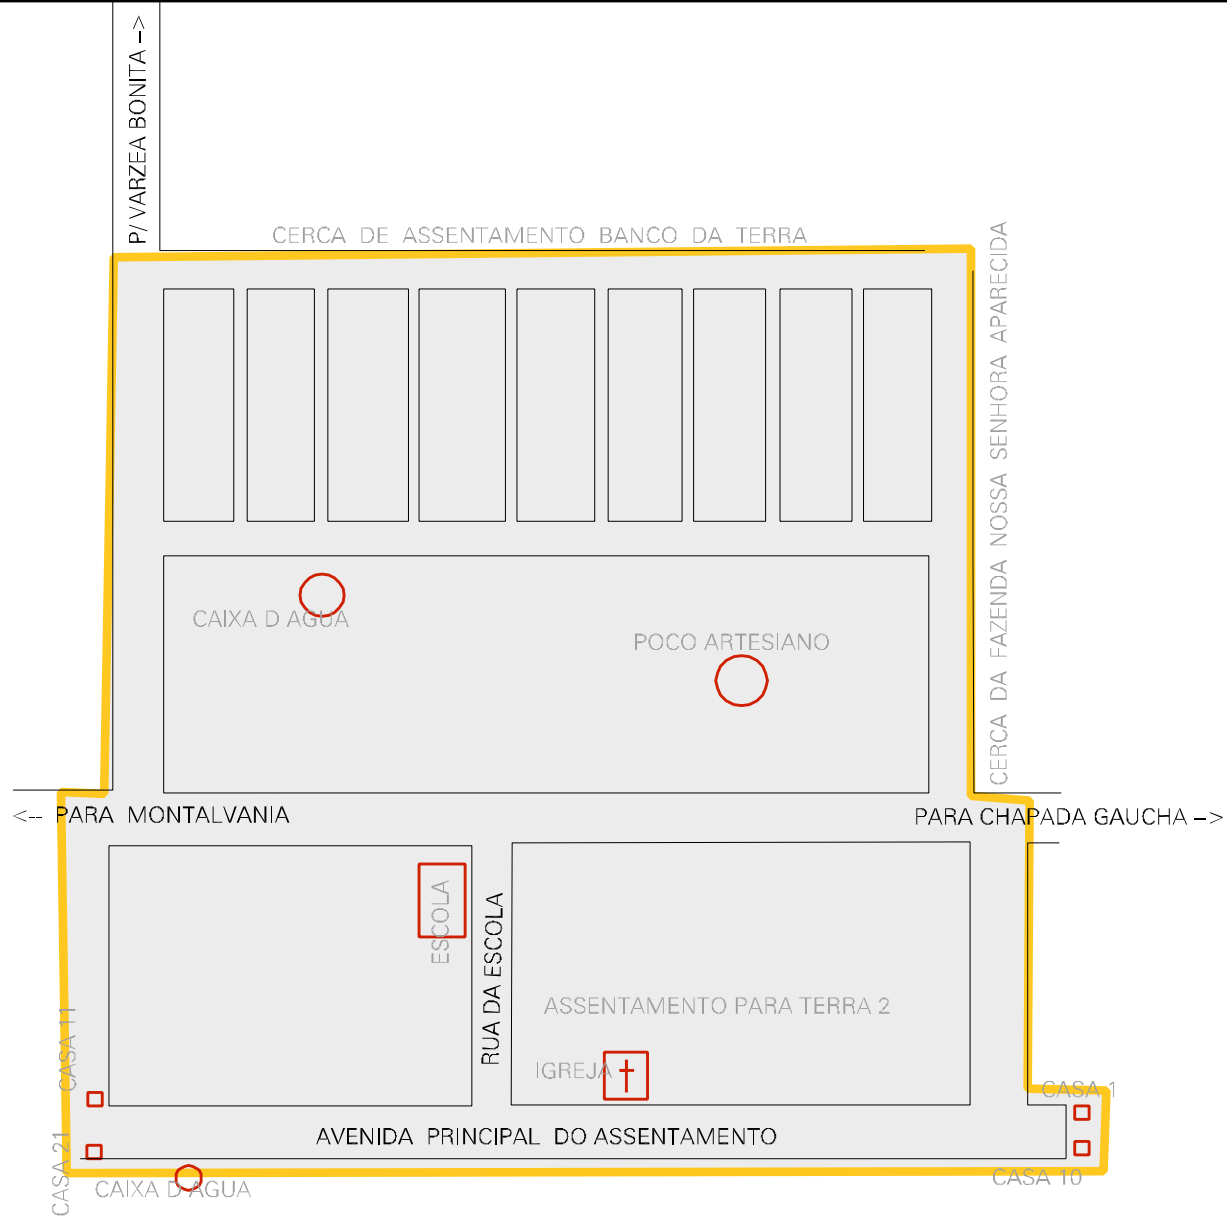 P/ VARZEA BONITA -->
CERCA DE ASSENTAMENTO BANCO DA TERRA
CERCA DA FAZENDA NOSSA SENHORA APARECIDA
CAIXA D AGUA
POCO ARTESIANO
<-- PARA MONTALVANIA
PARA CHAPADA GAUCHA -->
ESCOLA
RUA DA ESCOLA
ASSENTAMENTO PARA TERRA 2
IGREJA
CASA 11
CASA 1
AVENIDA PRINCIPAL DO ASSENTAMENTO
CASA 21
CAIXA D AGUA
CASA 10